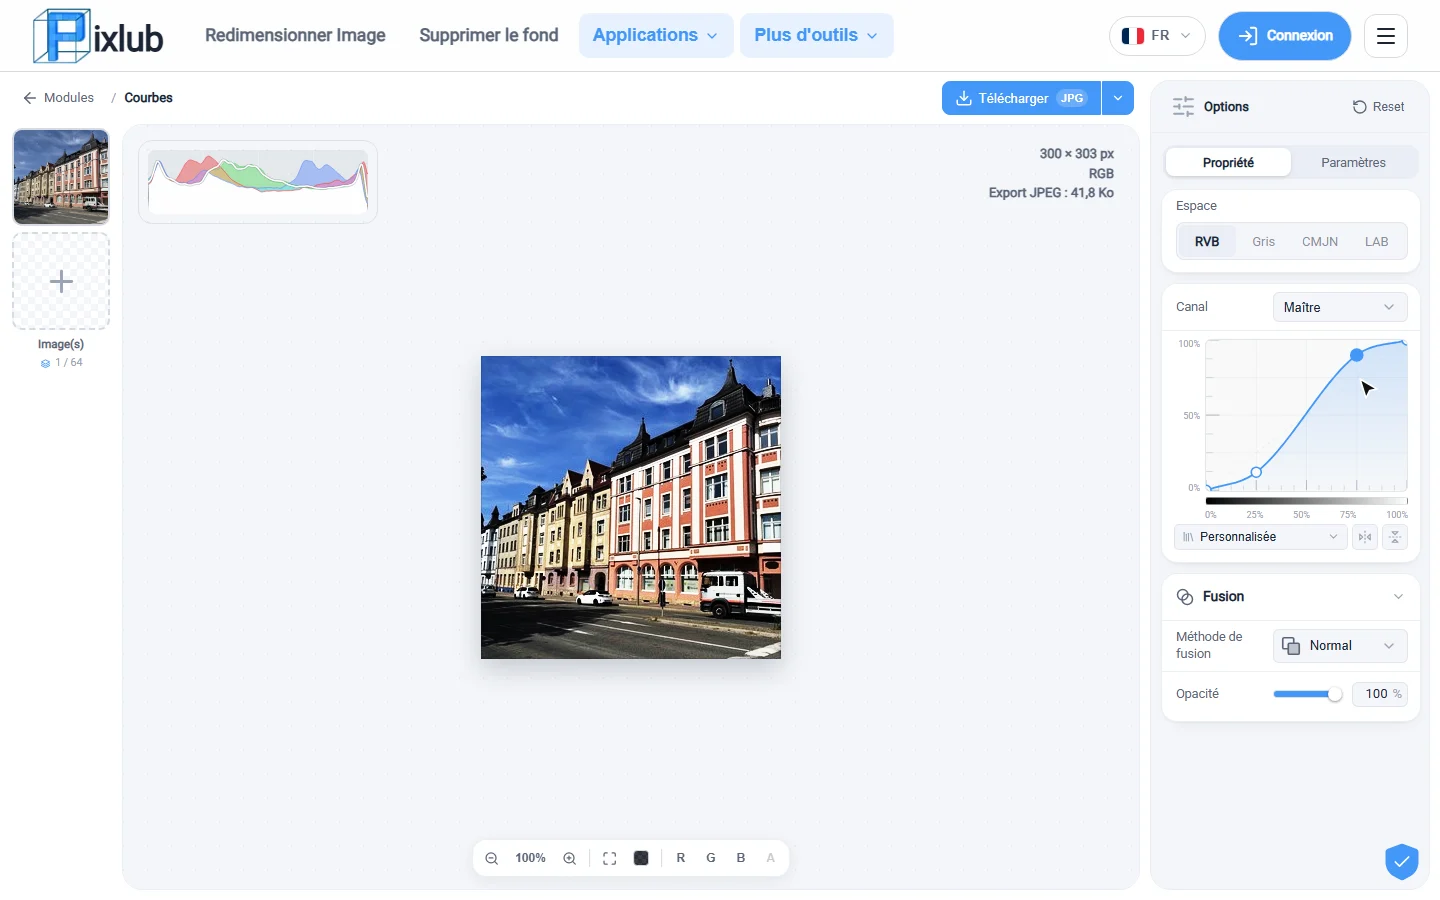 Pixlub
Redimensionner Image
Supprimer le fond
Applications
Plus d'outils
FR
Connexion
Modules / Courbes
Télécharger JPG
Options
Reset
300 × 303 px
RGB
Export JPEG : 41,8 Ko
Propriété
Paramètres
Espace
RVB
Gris
CMJN
LAB
Canal
Maître
100%
50%
0%
0%
25%
50%
75%
100%
Personnalisée
Image(s)
1 / 64
Fusion
Méthode de
fusion
Normal
Opacité
100 %
100%
R
G
B
A